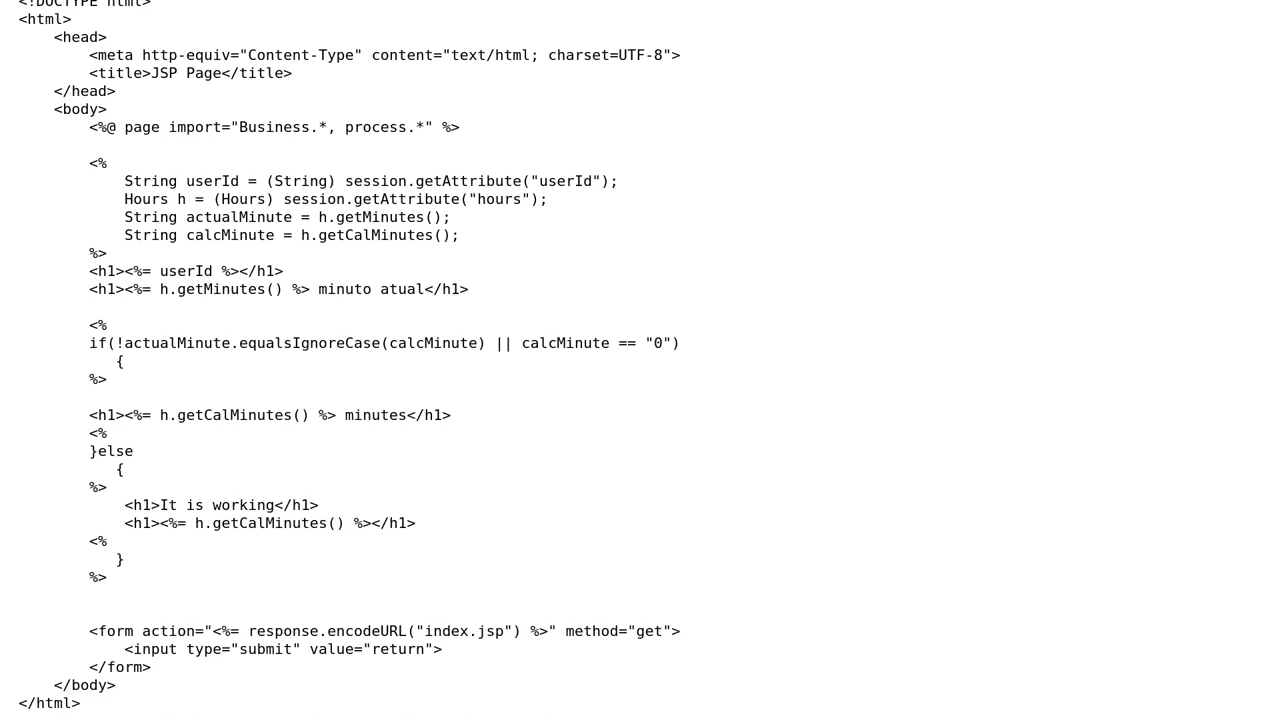 <!DOCTYPE html>
<html>
    <head>
        <meta http-equiv="Content-Type" content="text/html; charset=UTF-8">
        <title>JSP Page</title>
    </head>
    <body>
        <%@ page import="Business.*, process.*" %>

        <%
            String userId = (String) session.getAttribute("userId");
            Hours h = (Hours) session.getAttribute("hours");
            String actualMinute = h.getMinutes();
            String calcMinute = h.getCalMinutes();
        %>
        <h1><%= userId %></h1>
        <h1><%= h.getMinutes() %> minuto atual</h1>

        <%
        if(!actualMinute.equalsIgnoreCase(calcMinute) || calcMinute == "0")
           {
        %>

        <h1><%= h.getCalMinutes() %> minutes</h1>
        <%
        }else
           {
        %>
            <h1>It is working</h1>
            <h1><%= h.getCalMinutes() %></h1>
        <%
           }
        %>


        <form action="<%= response.encodeURL("index.jsp") %>" method="get">
            <input type="submit" value="return">
        </form>
    </body>
</html>